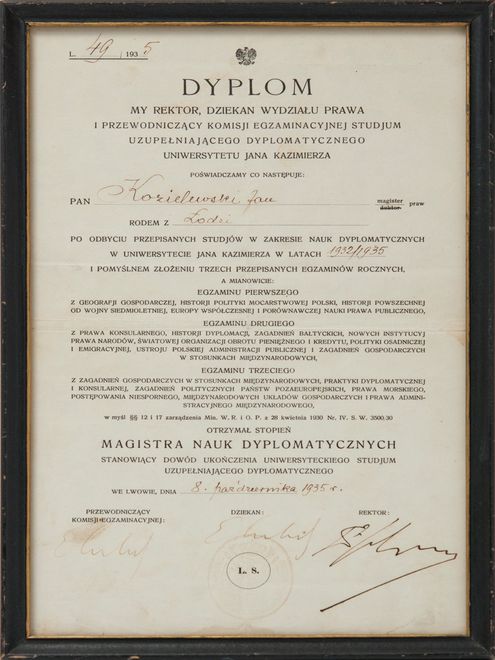 L. 49 / 1935
DYPLOM
MY REKTOR, DZIEKAN WYDZIAŁU PRAWA
I PRZEWODNICZĄCY KOMISJI EGZAMINACYJNEJ STUDJUM
UZUPEŁNIAJĄCEGO DYPLOMATYCZNEGO
UNIWERSYTETU JANA KAZIMIERZA
POŚWIADCZAMY CO NASTĘPUJE:
PAN Kozielewski Jan magister doktor praw
RODEM Z Łodzi
PO ODBYCIU PRZEPISANYCH STUDJÓW W ZAKRESIE NAUK DYPLOMATYCZNYCH
W UNIWERSYTECIE JANA KAZIMIERZA W LATACH 1932/1935
I POMYŚLNEM ZŁOŻENIU TRZECH PRZEPISANYCH EGZAMINÓW ROCZNYCH,
A MIANOWICIE:
EGZAMINU PIERWSZEGO
Z GEOGRAFJI GOSPODARCZEJ, HISTORJI POLITYKI MOCARSTWOWEJ POLSKI, HISTORJI POWSZECHNEJ
OD WOJNY SIEDMIOLETNIEJ, EUROPY WSPÓŁCZESNEJ I PORÓWNAWCZEJ NAUKI PRAWA PUBLICZNEGO,
EGZAMINU DRUGIEGO
Z PRAWA KONSULARNEGO, HISTORJI DYPLOMACJI, ZAGADNIEŃ BAŁTYCKICH, NOWYCH INSTYTUCYJ
PRAWA NARODÓW, ŚWIATOWEJ ORGANIZACJI OBROTU PIENIĘŻNEGO I KREDYTU, POLITYKI OSADNICZEJ
I EMIGRACYJNEJ, USTROJU POLSKIEJ ADMINISTRACJI PUBLICZNEJ I ZAGADNIEŃ GOSPODARCZYCH
W STOSUNKACH MIĘDZYNARODOWYCH,
EGZAMINU TRZECIEGO
Z ZAGADNIEŃ GOSPODARCZYCH W STOSUNKACH MIĘDZYNARODOWYCH, PRAKTYKI DYPLOMATYCZNEJ
I KONSULARNEJ, ZAGADNIEŃ POLITYCZNYCH PAŃSTW POZAEUROPEJSKICH, PRAWA MORSKIEGO,
POSTĘPOWANIA NIESPORNEGO, MIĘDZYNARODOWYCH UKŁADÓW GOSPODARCZYCH I PRAWA ADMINI-
STRACYJNEGO MIĘDZYNARODOWEGO,
w myśl §§ 12 i 17 zarządzenia Min. W. R. i O. P. z 28 kwietnia 1930 Nr. IV. S. W. 3500.30
OTRZYMAŁ STOPIEŃ
MAGISTRA NAUK DYPLOMATYCZNYCH
STANOWIĄCY DOWÓD UKOŃCZENIA UNIWERSYTECKIEGO STUDJUM
UZUPEŁNIAJĄCEGO DYPLOMATYCZNEGO
WE LWOWIE, DNIA 8. października 1935 r.
PRZEWODNICZĄCY
KOMISJI EGZAMINACYJNEJ:
DZIEKAN:
REKTOR:
L. S.